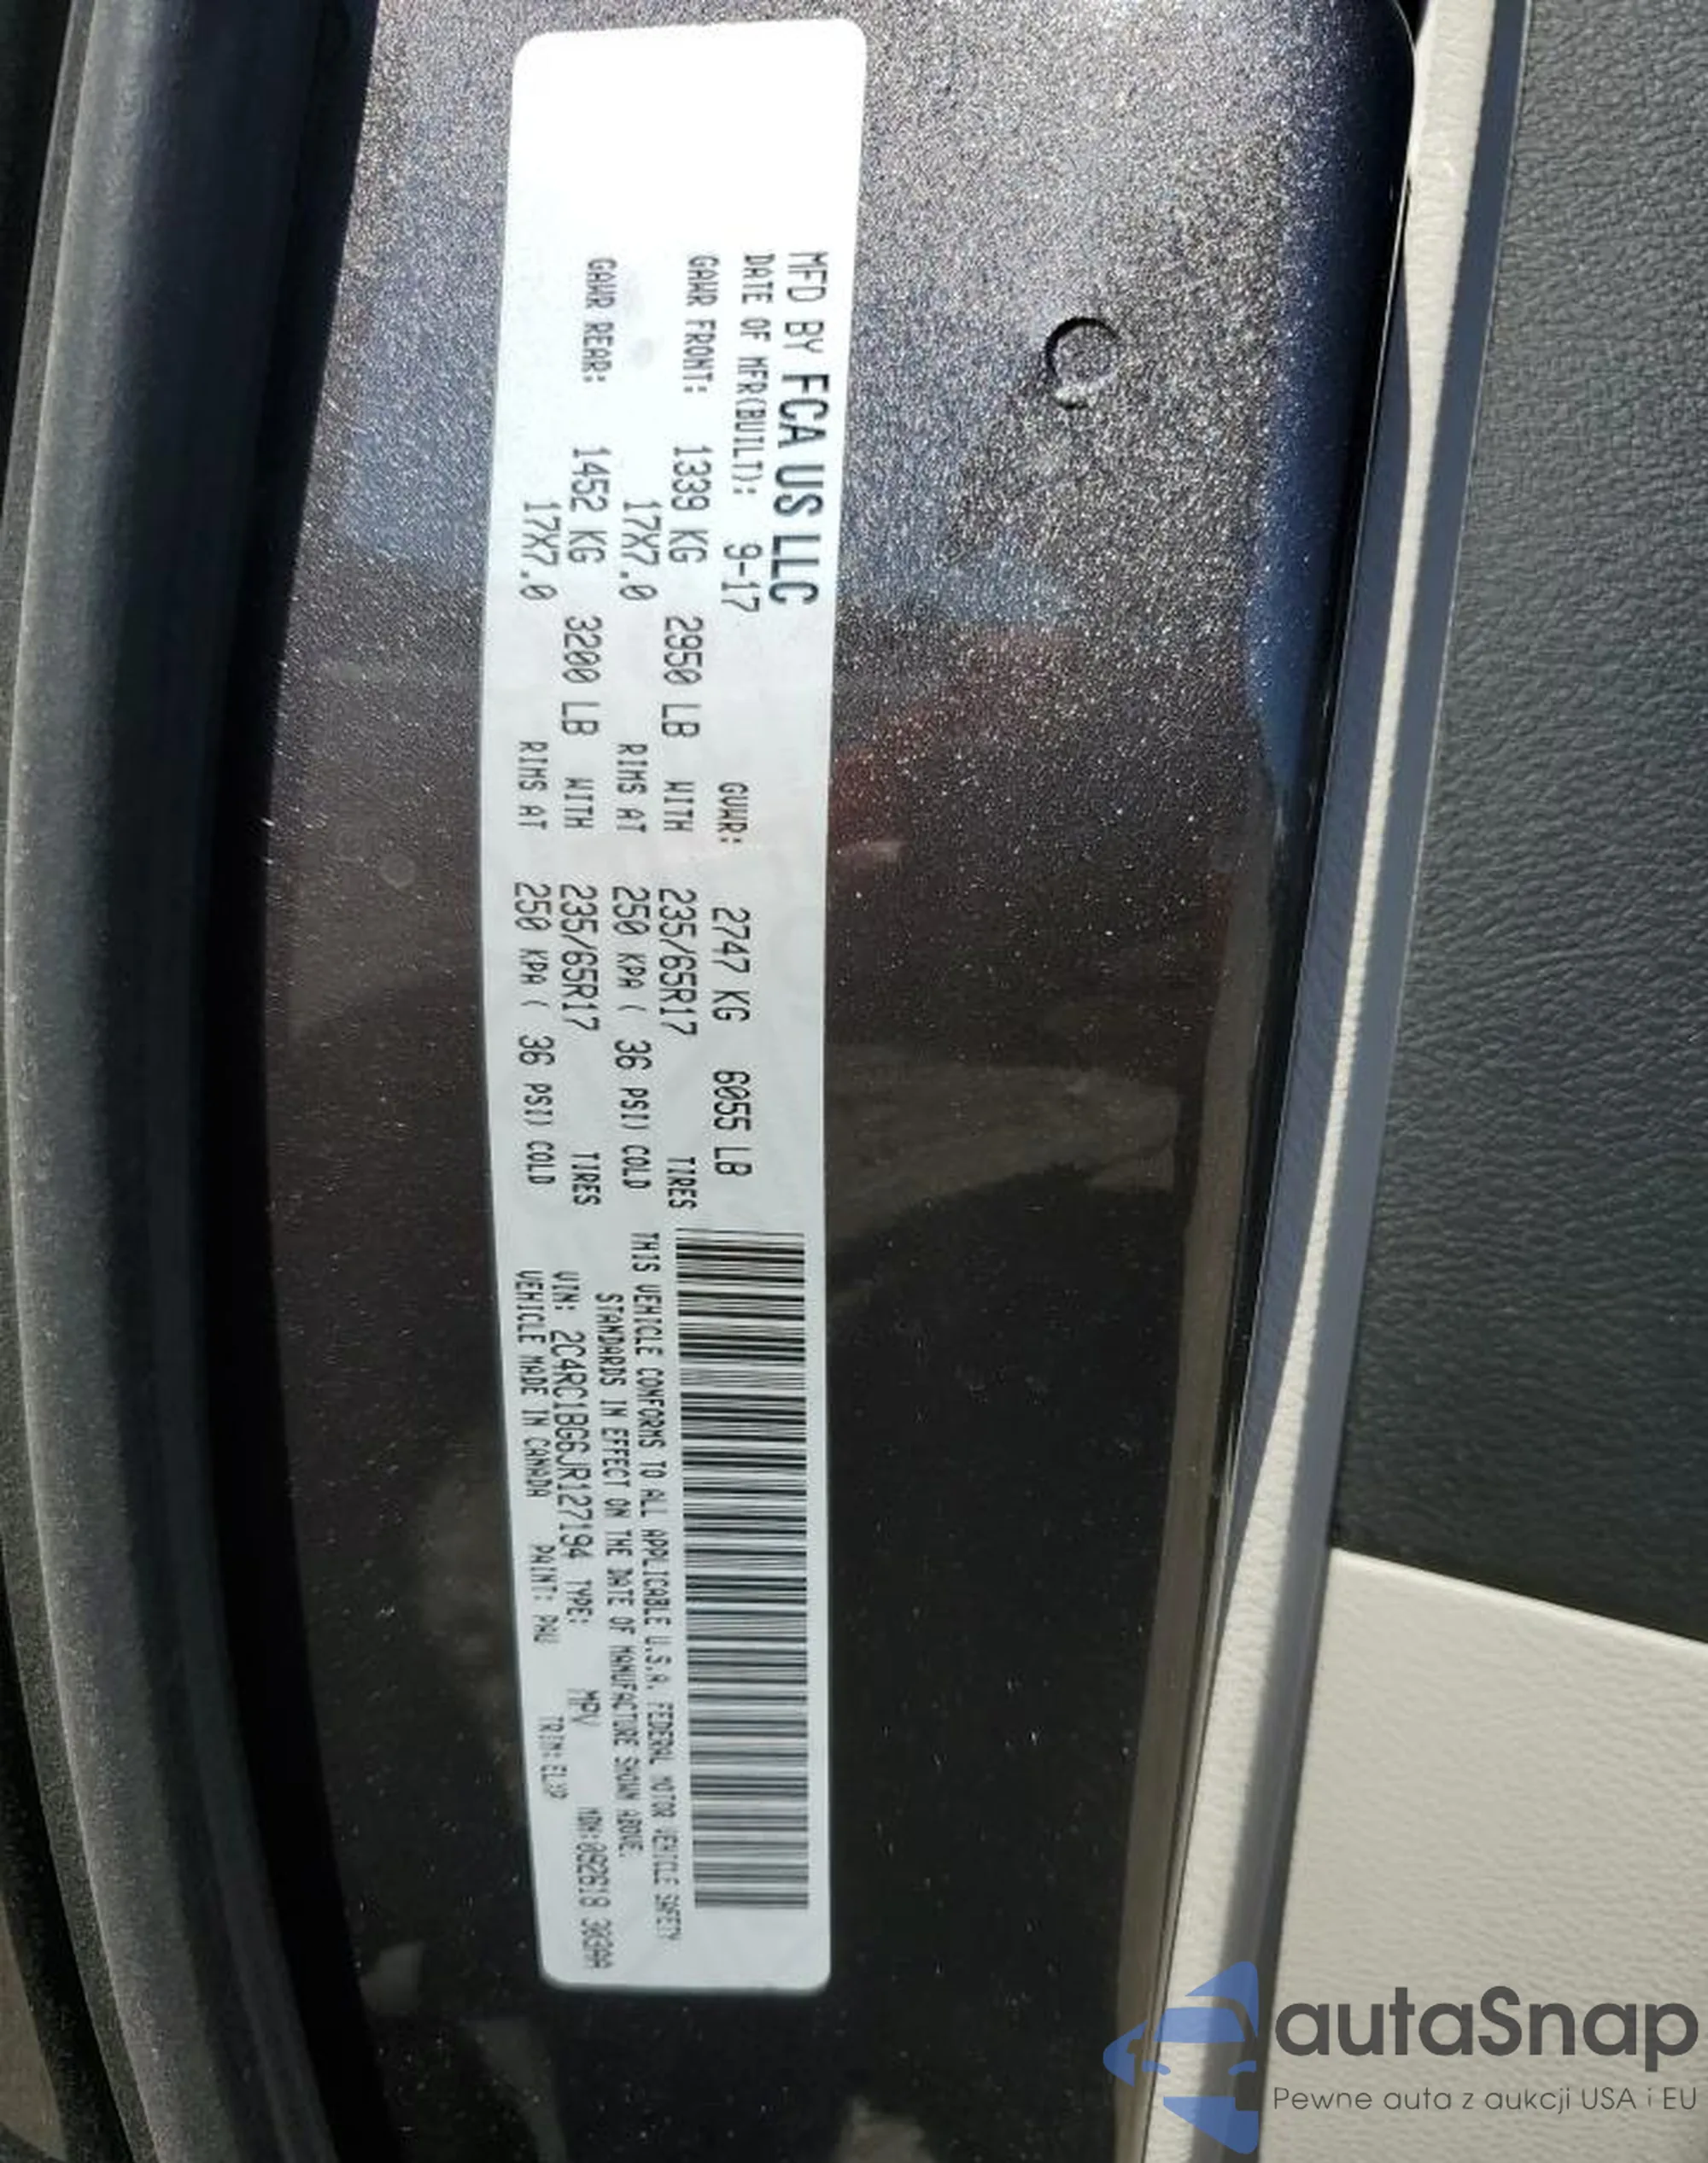 MFD BY FCA US LLC
DATE OF MFR(BUILT): 9-17 GVWR: 2747 KG 6055 LB
GAWR FRONT: 1339 KG 2950 LB WITH 235/65R17 TIRES
17X7.0 RIMS AT 250 KPA ( 36 PSI) COLD
GAWR REAR: 1452 KG 3200 LB WITH 235/65R17 TIRES
17X7.0 RIMS AT 250 KPA ( 36 PSI) COLD
THIS VEHICLE CONFORMS TO ALL APPLICABLE U.S.A. FEDERAL MOTOR VEHICLE SAFETY
STANDARDS IN EFFECT ON THE DATE OF MANUFACTURE SHOWN ABOVE.
VIN: 2C4RC1BG6JR127194 TYPE: MPV MDH:
VEHICLE MADE IN CANADA PAINT: PAU TRIM:
autaSnap
Pewne auta z aukcji USA i EU